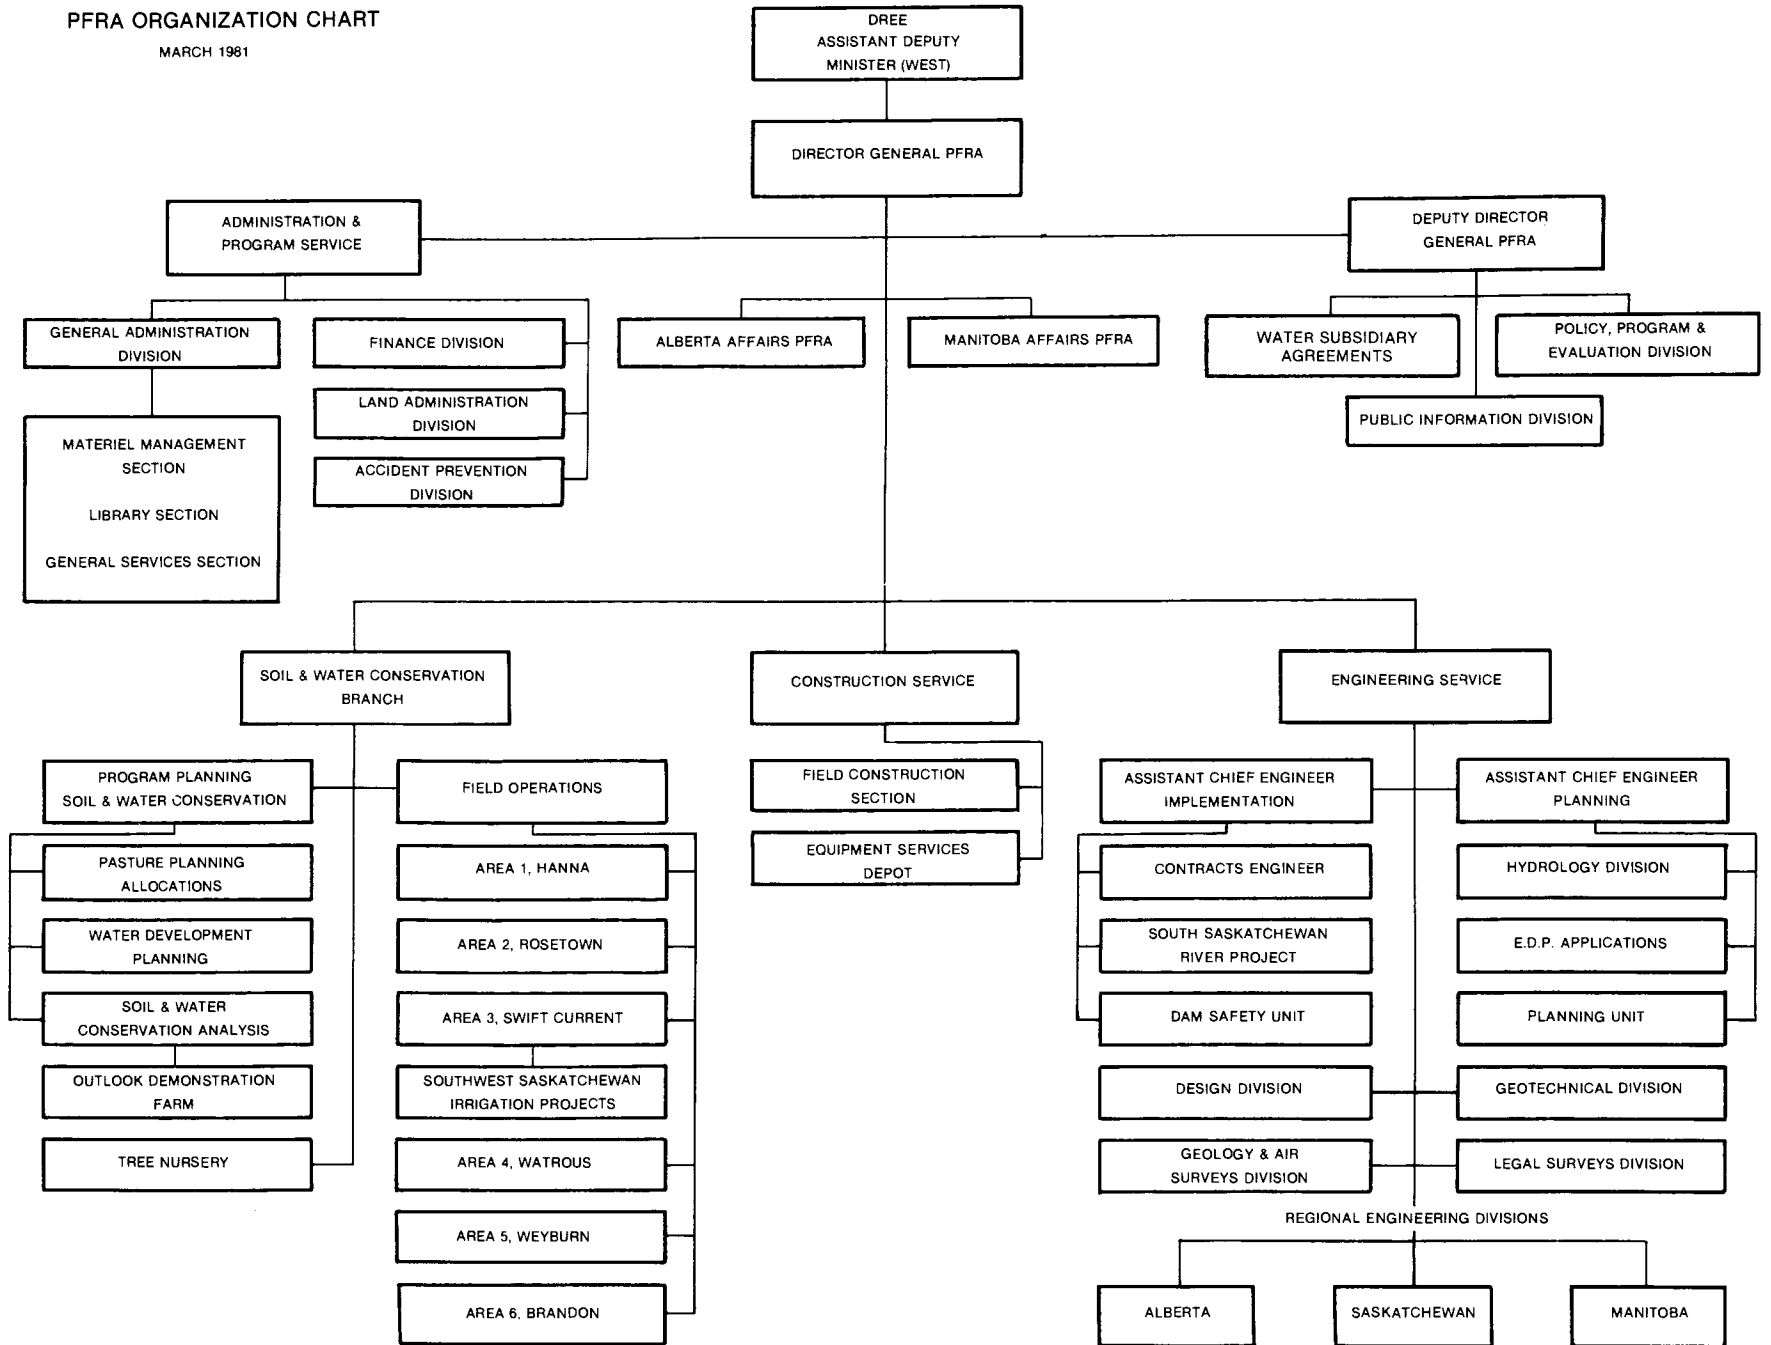 PFRA ORGANIZATION CHART
MARCH 1981
DREE
ASSISTANT DEPUTY
MINISTER (WEST)
DIRECTOR GENERAL PFRA
ADMINISTRATION &
PROGRAM SERVICE
DEPUTY DIRECTOR
GENERAL PFRA
GENERAL ADMINISTRATION
DIVISION
FINANCE DIVISION
LAND ADMINISTRATION
DIVISION
ACCIDENT PREVENTION
DIVISION
MATERIEL MANAGEMENT
SECTION
LIBRARY SECTION
GENERAL SERVICES SECTION
ALBERTA AFFAIRS PFRA
MANITOBA AFFAIRS PFRA
WATER SUBSIDIARY
AGREEMENTS
POLICY, PROGRAM &
EVALUATION DIVISION
PUBLIC INFORMATION DIVISION
SOIL & WATER CONSERVATION
BRANCH
CONSTRUCTION SERVICE
ENGINEERING SERVICE
PROGRAM PLANNING
SOIL & WATER CONSERVATION
PASTURE PLANNING
ALLOCATIONS
WATER DEVELOPMENT
PLANNING
SOIL & WATER
CONSERVATION ANALYSIS
OUTLOOK DEMONSTRATION
FARM
TREE NURSERY
FIELD OPERATIONS
AREA 1, HANNA
AREA 2, ROSETOWN
AREA 3, SWIFT CURRENT
SOUTHWEST SASKATCHEWAN
IRRIGATION PROJECTS
AREA 4, WATROUS
AREA 5, WEYBURN
AREA 6, BRANDON
FIELD CONSTRUCTION
SECTION
EQUIPMENT SERVICES
DEPOT
ASSISTANT CHIEF ENGINEER
IMPLEMENTATION
CONTRACTS ENGINEER
SOUTH SASKATCHEWAN
RIVER PROJECT
DAM SAFETY UNIT
DESIGN DIVISION
GEOLOGY & AIR
SURVEYS DIVISION
ASSISTANT CHIEF ENGINEER
PLANNING
HYDROLOGY DIVISION
E.D.P. APPLICATIONS
PLANNING UNIT
GEOTECHNICAL DIVISION
LEGAL SURVEYS DIVISION
REGIONAL ENGINEERING DIVISIONS
ALBERTA
SASKATCHEWAN
MANITOBA